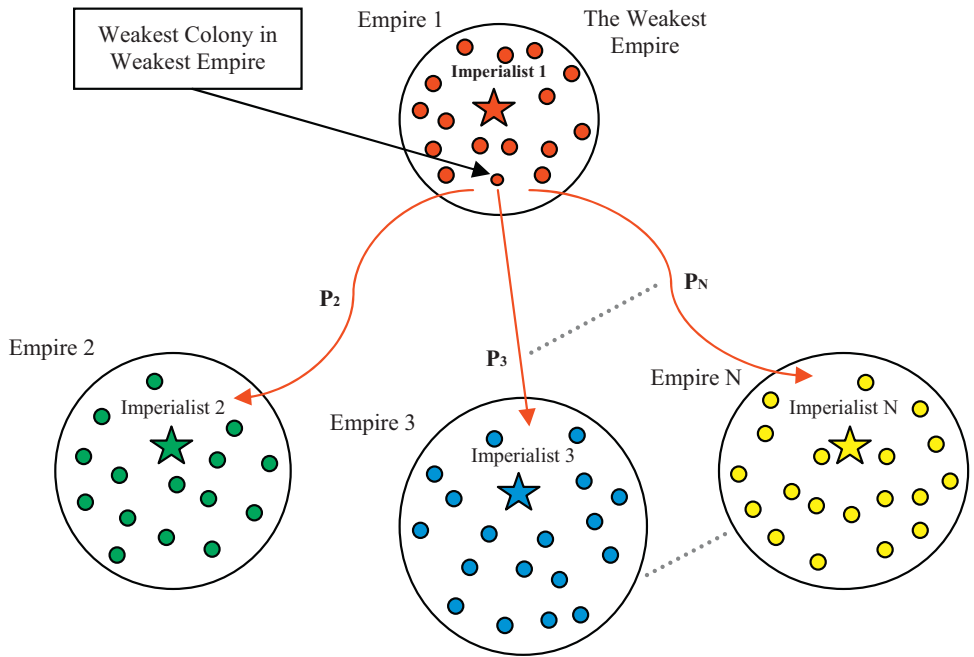 Weakest Colony in
Weakest Empire
Empire 1
The Weakest
Empire
Imperialist 1
P2
P3
PN
Empire 2
Imperialist 2
Empire 3
Imperialist 3
Empire N
Imperialist N